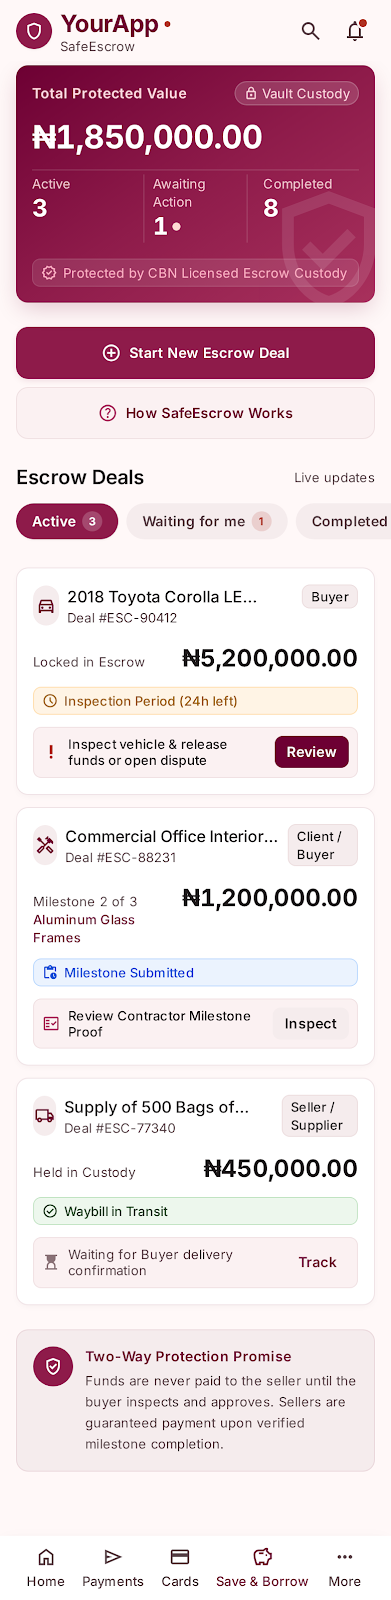 YourApp
SafeEscrow
Total Protected Value
Vault Custody
₦1,850,000.00
Active
3
Awaiting
Action
1
Completed
8
Protected by CBN Licensed Escrow Custody
Start New Escrow Deal
How SafeEscrow Works
Escrow Deals
Live updates
Active 3
Waiting for me 1
Completed
2018 Toyota Corolla LE...
Buyer
Deal #ESC-90412
Locked in Escrow
₦5,200,000.00
Inspection Period (24h left)
Inspect vehicle & release
funds or open dispute
Review
Commercial Office Interior...
Client /
Buyer
Deal #ESC-88231
Milestone 2 of 3
₦1,200,000.00
Aluminum Glass
Frames
Milestone Submitted
Review Contractor Milestone
Proof
Inspect
Supply of 500 Bags of...
Seller /
Supplier
Deal #ESC-77340
Held in Custody
₦450,000.00
Waybill in Transit
Waiting for Buyer delivery
confirmation
Track
Two-Way Protection Promise
Funds are never paid to the seller until the
buyer inspects and approves. Sellers are
guaranteed payment upon verified
milestone completion.
Home
Payments
Cards
Save & Borrow
More